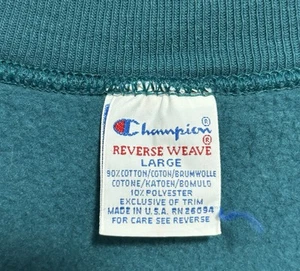 Champion®
REVERSE WEAVE®
LARGE
90% COTTON/COTON/BAUMWOLLE
COTONE/KATOEN/BOMULD
10% POLYESTER
EXCLUSIVE OF TRIM
MADE IN U.S.A. RN 26094
FOR CARE SEE REVERSE